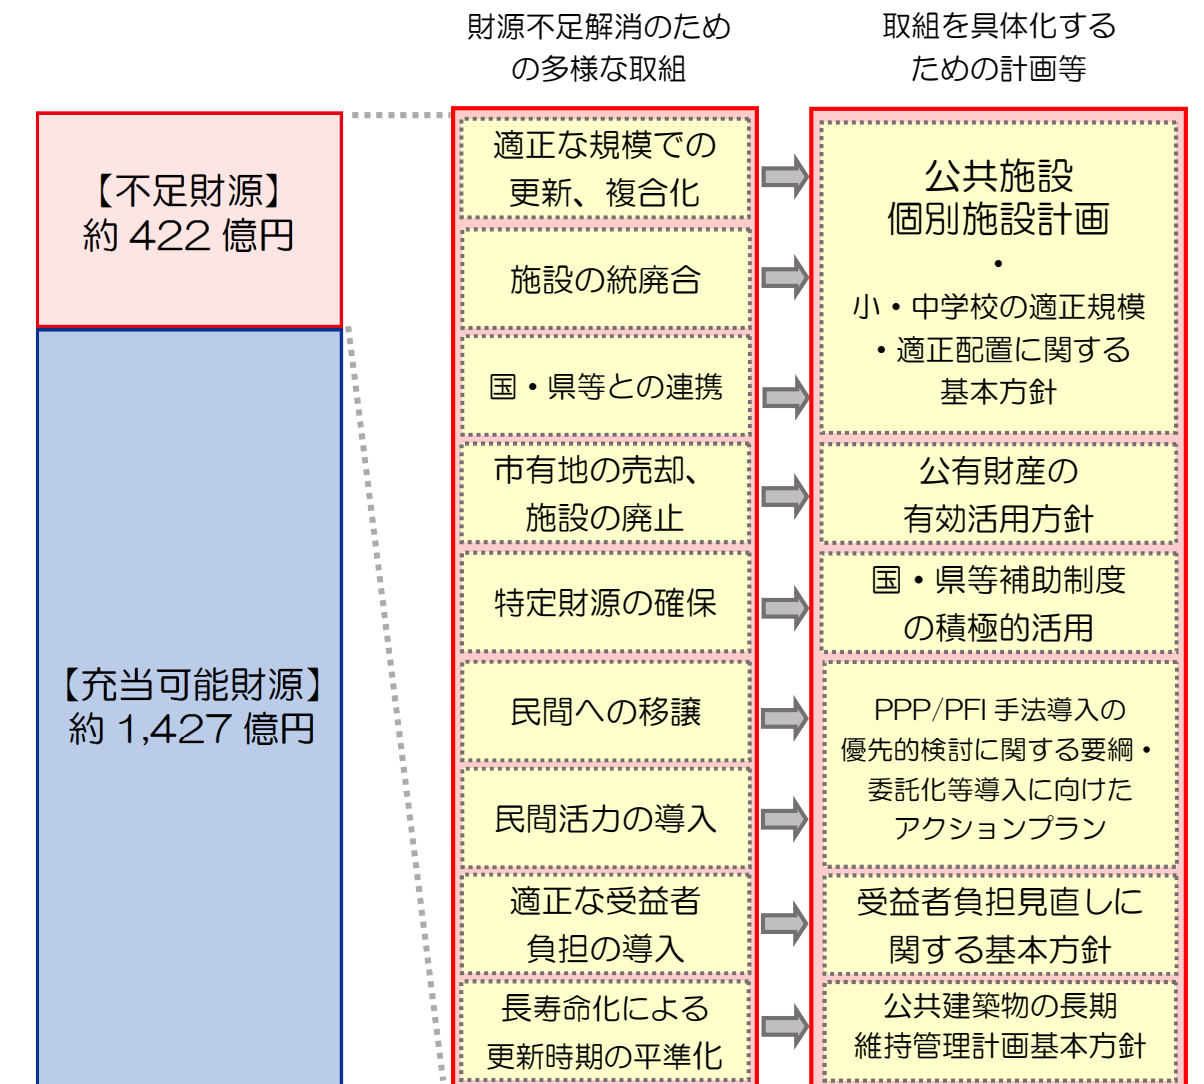 財源不足解消のため
の多様な取組
取組を具体化する
ための計画等
【不足財源】
約 422 億円
【充当可能財源】
約 1,427 億円
適正な規模での
更新、複合化
施設の統廃合
国・県等との連携
市有地の売却、
施設の廃止
特定財源の確保
民間への移譲
民間活力の導入
適正な受益者
負担の導入
長寿命化による
更新時期の平準化
公共施設
個別施設計画
・
小・中学校の適正規模
・適正配置に関する
基本方針
公有財産の
有効活用方針
国・県等補助制度
の積極的活用
PPP/PFI 手法導入の
優先的検討に関する要綱・
委託化等導入に向けた
アクションプラン
受益者負担見直しに
関する基本方針
公共建築物の長期
維持管理計画基本方針